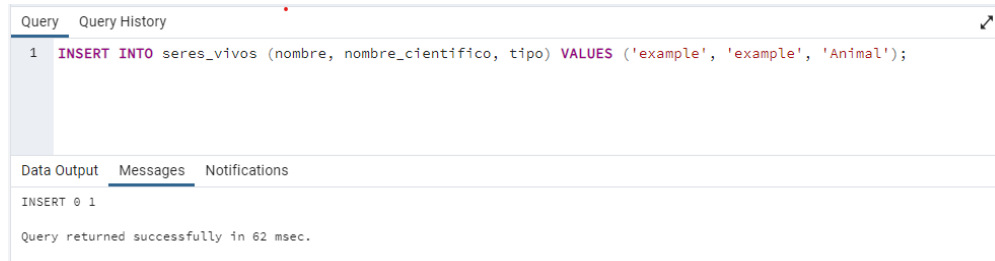 Query Query History
1 INSERT INTO seres_vivos (nombre, nombre_cientifico, tipo) VALUES ('example', 'example', 'Animal');
Data Output Messages Notifications
INSERT 0 1
Query returned successfully in 62 msec.